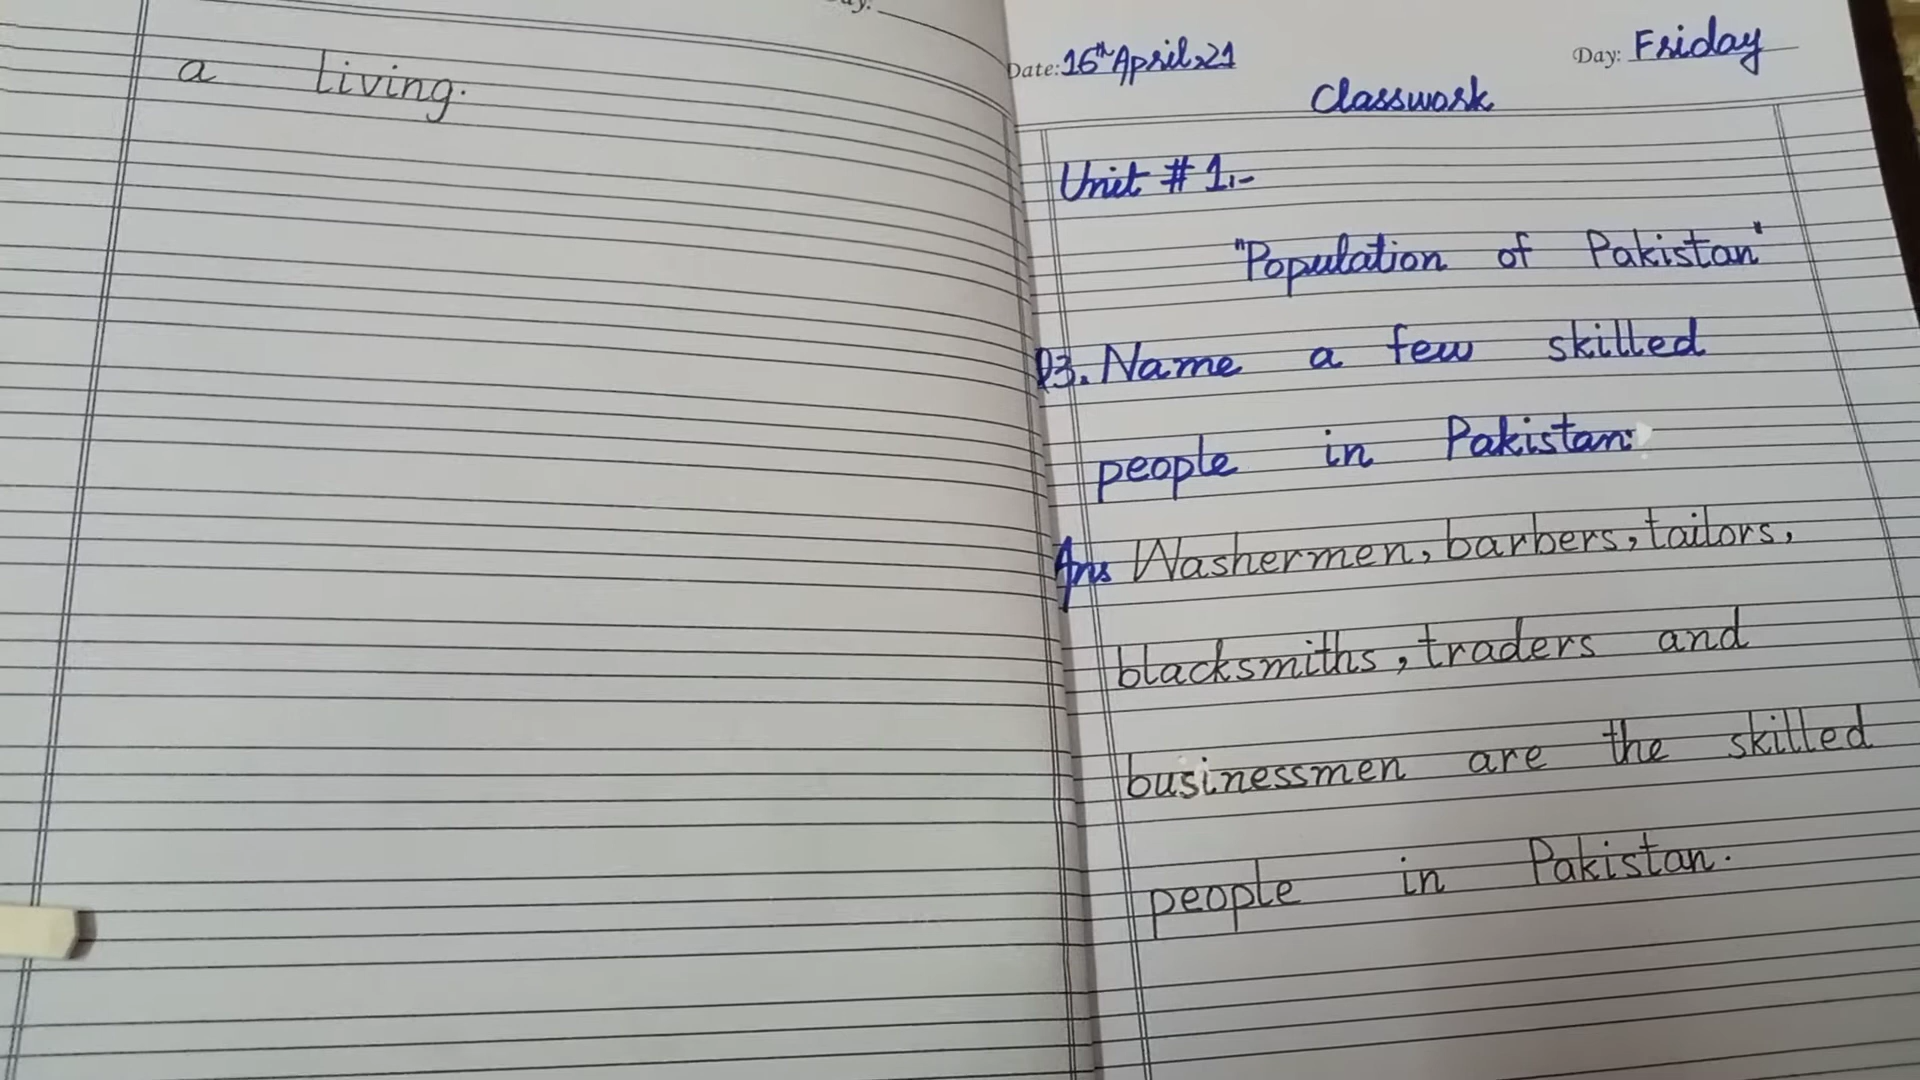 a living.
Date: 16th April, 21 Day: Friday
Classwork
Unit # 1.-
"Population of Pakistan"
Q3. Name a few skilled
people in Pakistan.
Ans Washermen, barbers, tailors,
blacksmiths, traders and
businessmen are the skilled
people in Pakistan.